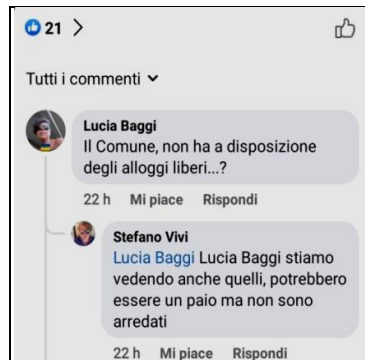 21
Tutti i commenti
Lucia Baggi
Il Comune, non ha a disposizione
degli alloggi liberi...?
22 h Mi piace Rispondi
Stefano Vivi
Lucia Baggi Lucia Baggi stiamo
vedendo anche quelli, potrebbero
essere un paio ma non sono
arredati
22 h Mi piace Rispondi